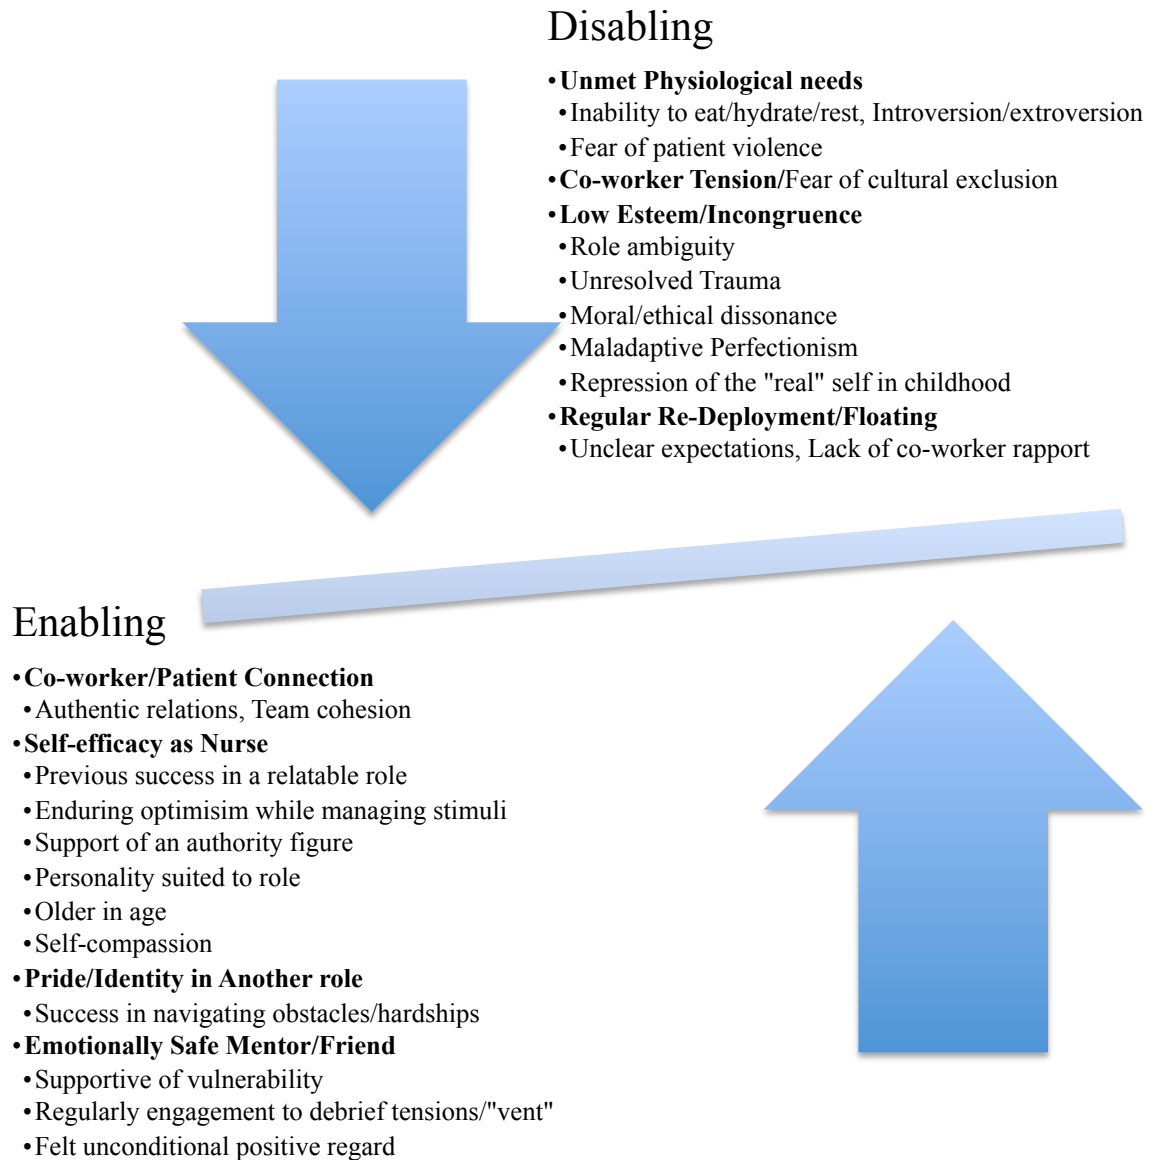 Disabling
•Unmet Physiological needs
•Inability to eat/hydrate/rest, Introversion/extroversion
•Fear of patient violence
•Co-worker Tension/Fear of cultural exclusion
•Low Esteem/Incongruence
•Role ambiguity
•Unresolved Trauma
•Moral/ethical dissonance
•Maladaptive Perfectionism
•Repression of the "real" self in childhood
•Regular Re-Deployment/Floating
•Unclear expectations, Lack of co-worker rapport
Enabling
•Co-worker/Patient Connection
•Authentic relations, Team cohesion
•Self-efficacy as Nurse
•Previous success in a relatable role
•Enduring optimisim while managing stimuli
•Support of an authority figure
•Personality suited to role
•Older in age
•Self-compassion
•Pride/Identity in Another role
•Success in navigating obstacles/hardships
•Emotionally Safe Mentor/Friend
•Supportive of vulnerability
•Regularly engagement to debrief tensions/"vent"
•Felt unconditional positive regard